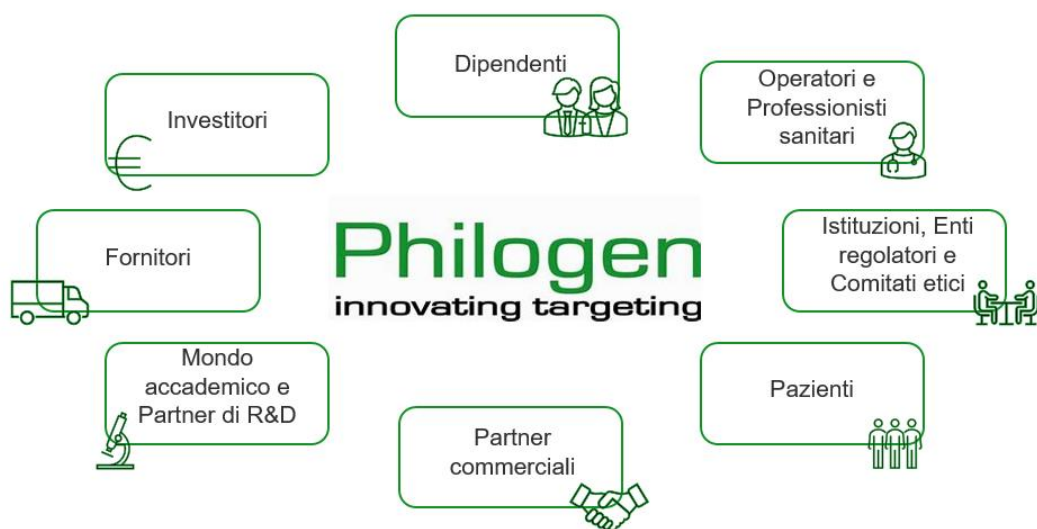 Dipendenti
Operatori e
Professionisti
sanitari
Investitori
Istituzioni, Enti
regolatori e
Comitati etici
Fornitori
Philogen
innovating targeting
Mondo
accademico e
Partner di R&D
Pazienti
Partner
commerciali